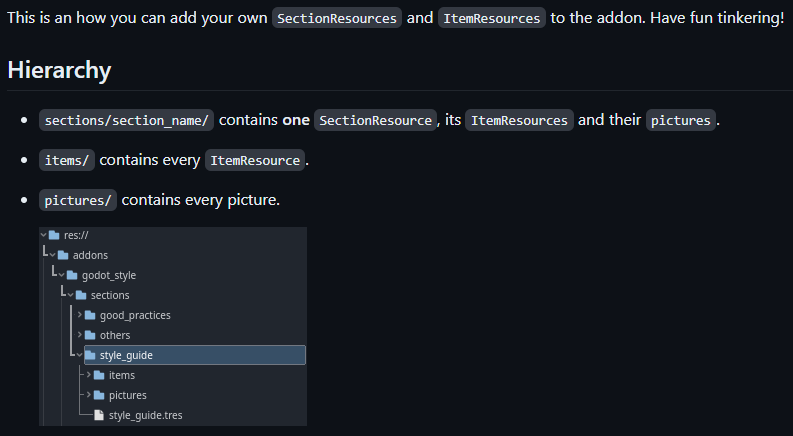 This is an how you can add your own SectionResources and ItemResources to the addon. Have fun tinkering!
Hierarchy
sections/section_name/ contains one SectionResource, its ItemResources and their pictures.
items/ contains every ItemResource.
pictures/ contains every picture.
res://
addons
godot_style
sections
good_practices
others
style_guide
items
pictures
style_guide.tres